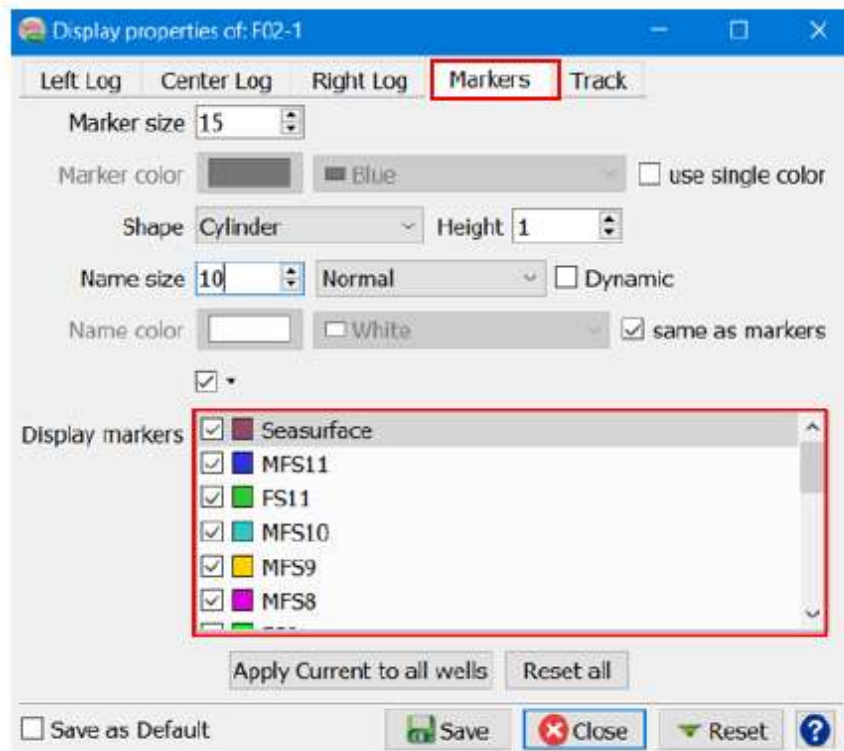 Display properties of: F02-1
Left Log Center Log Right Log Markers Track
Marker size 15
Marker color Blue use single color
Shape Cylinder Height 1
Name size 10 Normal Dynamic
Name color White same as markers
Display markers Seasurface
MFS11
FS11
MFS10
MFS9
MFS8
Apply Current to all wells Reset all
Save as Default Save Close Reset ?